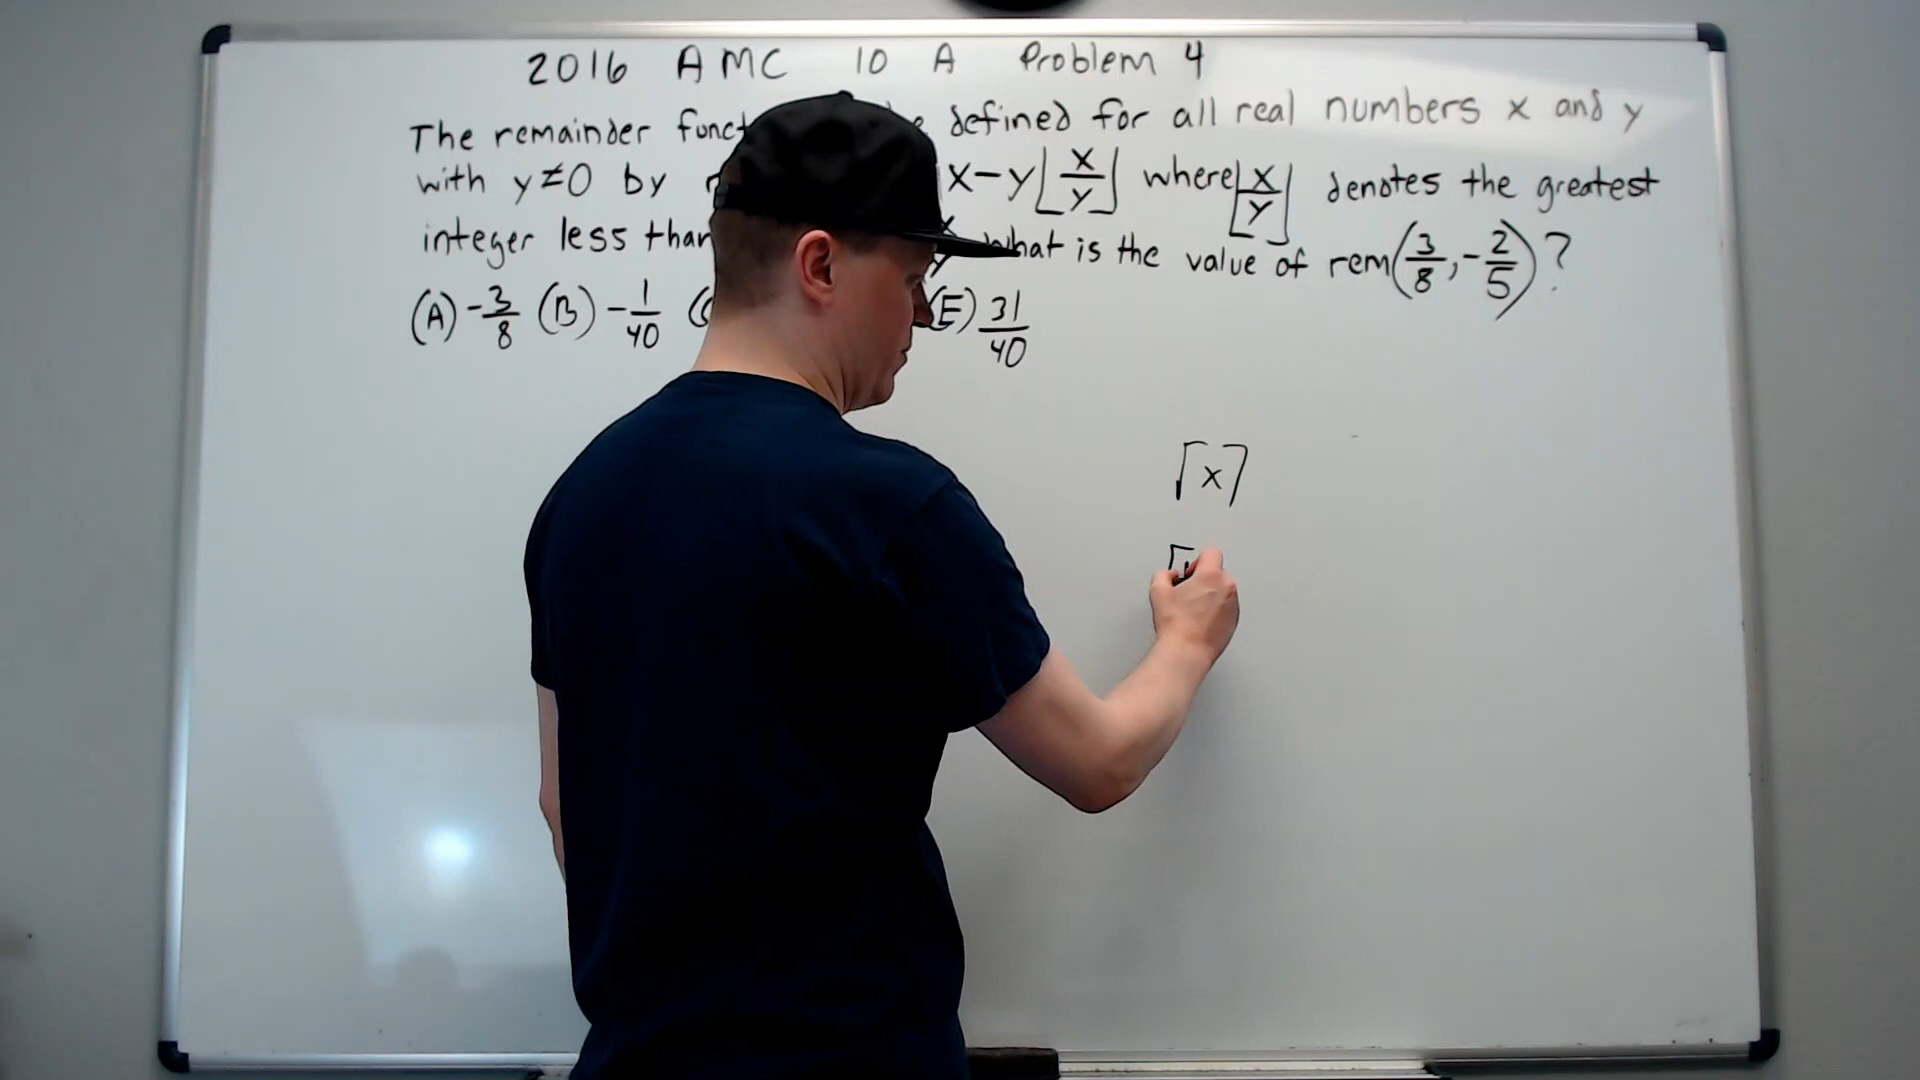 2016 AMC 10 A Problem 4
The remainder defined for all real numbers x and y
with y≠0 by x-y⌊x/y⌋ where ⌊x/y⌋ denotes the greatest
integer less than what is the value of rem(3/8,-2/5)?
(A) -3/8 (B) -1/40 (E) 31/40
⌈x⌉